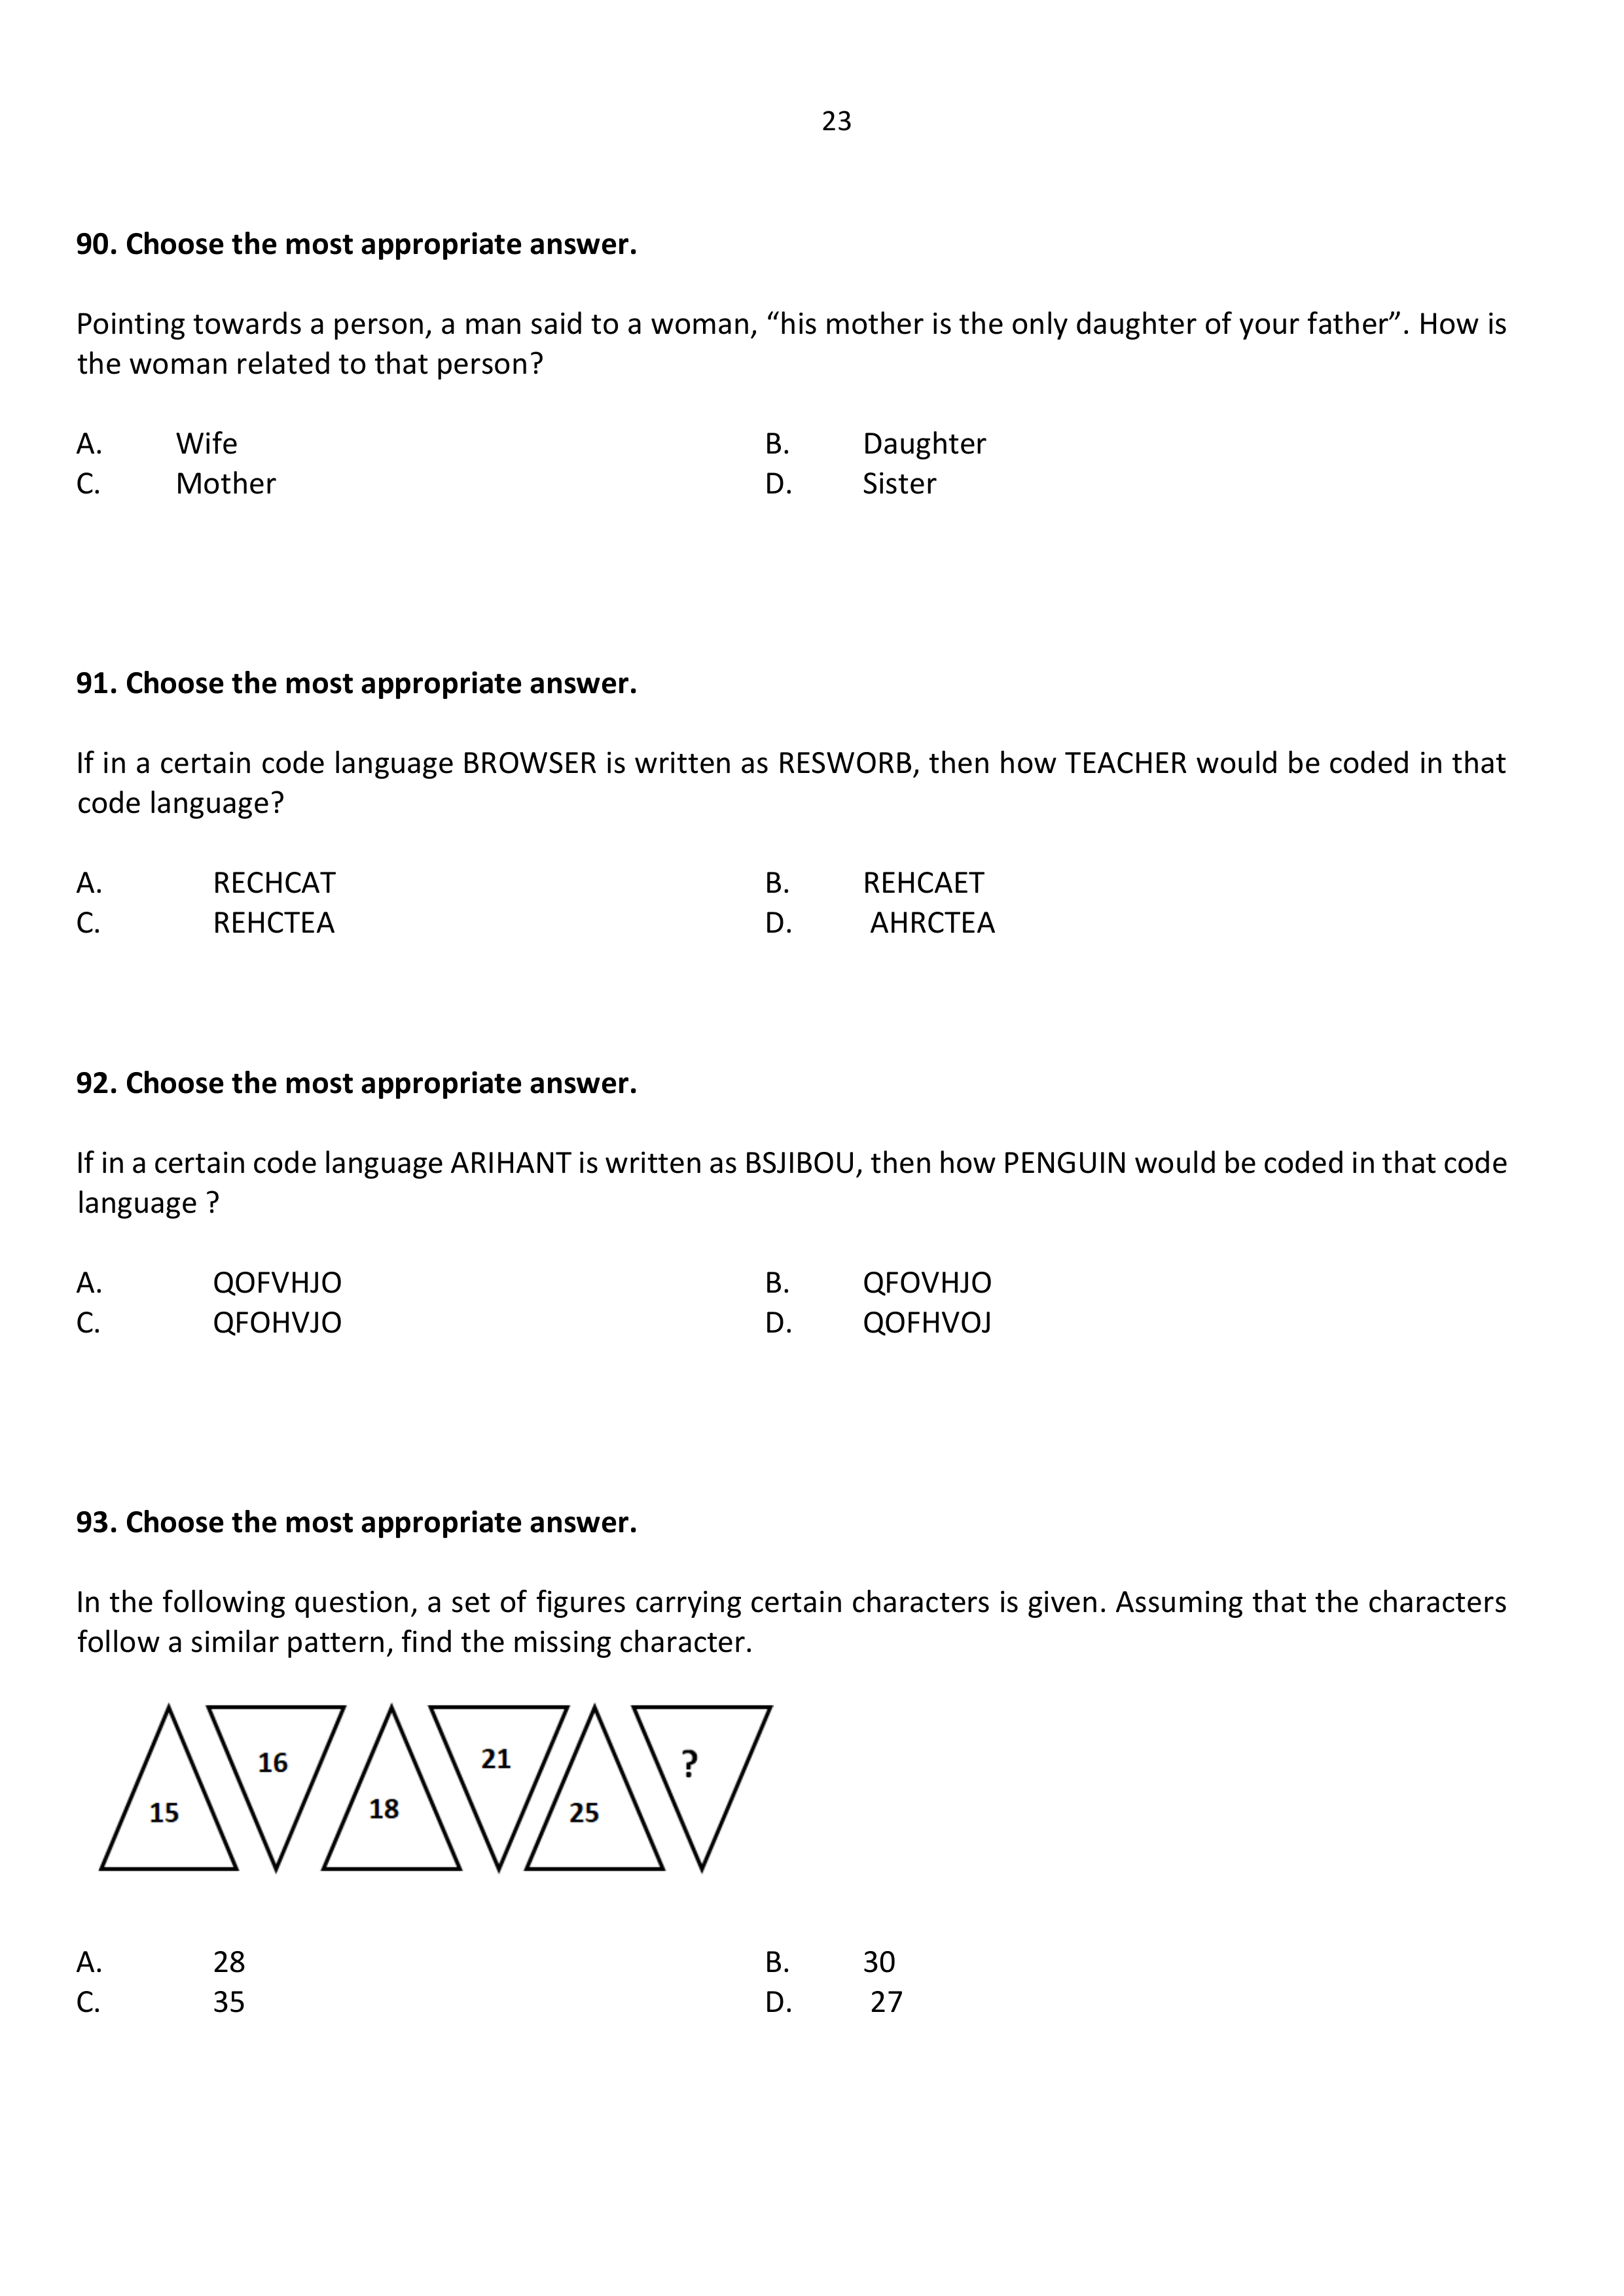 23
90. Choose the most appropriate answer.
Pointing towards a person, a man said to a woman, “his mother is the only daughter of your father”. How is
the woman related to that person?
A. Wife B. Daughter
C. Mother D. Sister
91. Choose the most appropriate answer.
If in a certain code language BROWSER is written as RESWORB, then how TEACHER would be coded in that
code language?
A. RECHCAT B. REHCAET
C. REHCTEA D. AHRCTEA
92. Choose the most appropriate answer.
If in a certain code language ARIHANT is written as BSJIBOU, then how PENGUIN would be coded in that code
language ?
A. QOFVHJO B. QFOVHJO
C. QFOHVJO D. QOFHVOJ
93. Choose the most appropriate answer.
In the following question, a set of figures carrying certain characters is given. Assuming that the characters
follow a similar pattern, find the missing character.
15 16 18 21 25 ?
A. 28 B. 30
C. 35 D. 27